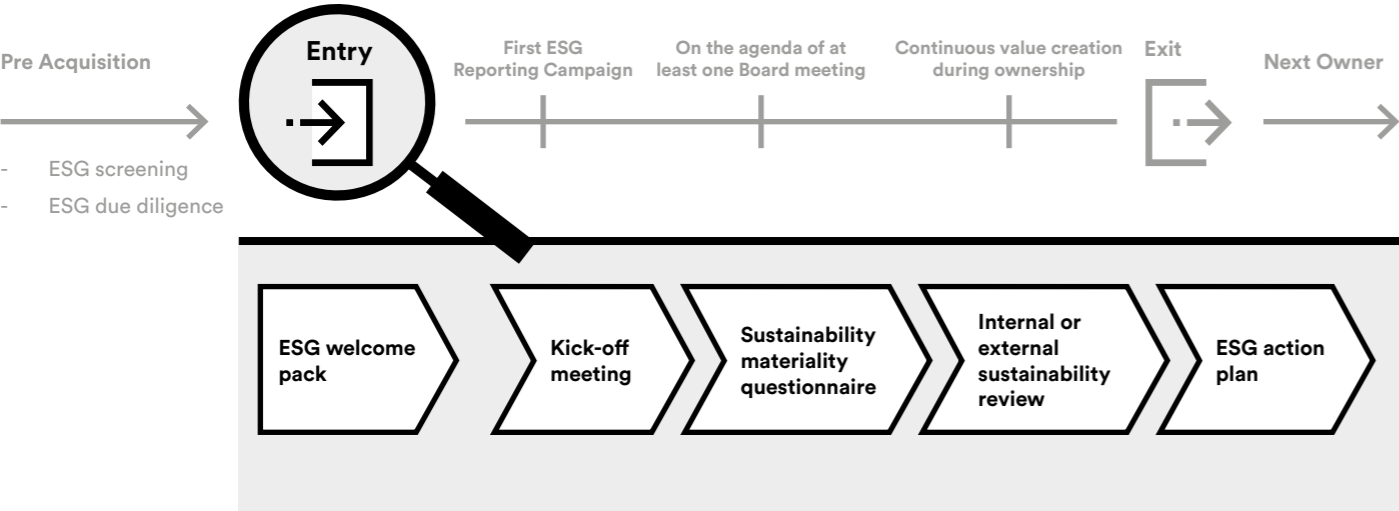 Pre Acquisition
- ESG screening
- ESG due diligence
Entry
First ESG
Reporting Campaign
On the agenda of at
least one Board meeting
Continuous value creation
during ownership
Exit
Next Owner
ESG welcome
pack
Kick-off
meeting
Sustainability
materiality
questionnaire
Internal or
external
sustainability
review
ESG action
plan